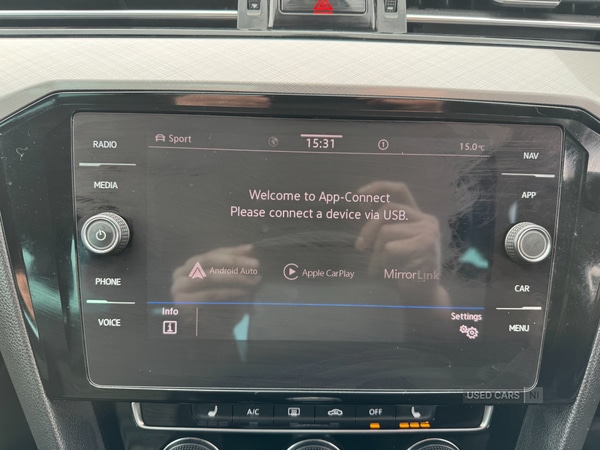 RADIO
MEDIA
PHONE
VOICE
Sport
15:31
1
15.0°C
Welcome to App-Connect
Please connect a device via USB.
Android Auto
Apple CarPlay
MirrorLink
Info
i
Settings
NAV
APP
CAR
MENU
A/C
OFF
USED CARS NI